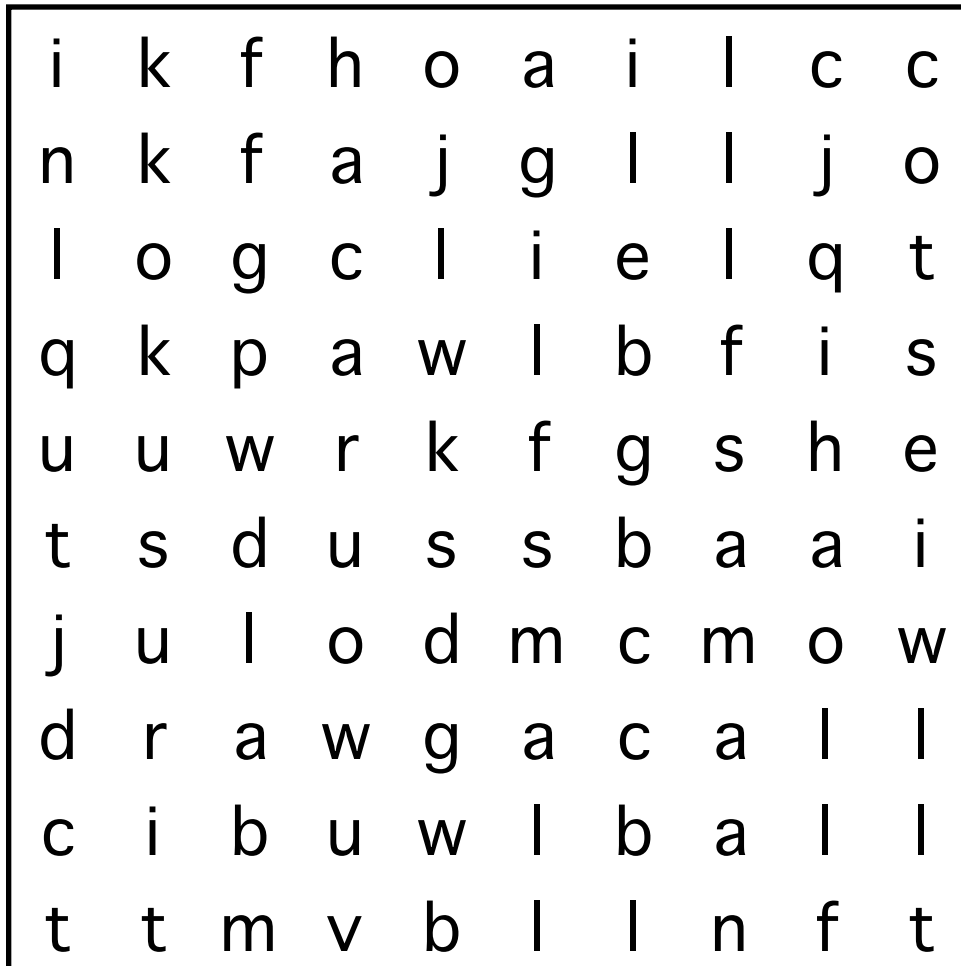 i k f h o a i l c c
n k f a j g l l j o
l o g c l i e l q t
q k p a w l b f i s
u u w r k f g s h e
t s d u s s b a a i
j u l o d m c m o w
d r a w g a c a l l
c i b u w l b a l l
t t m v b l l n f t